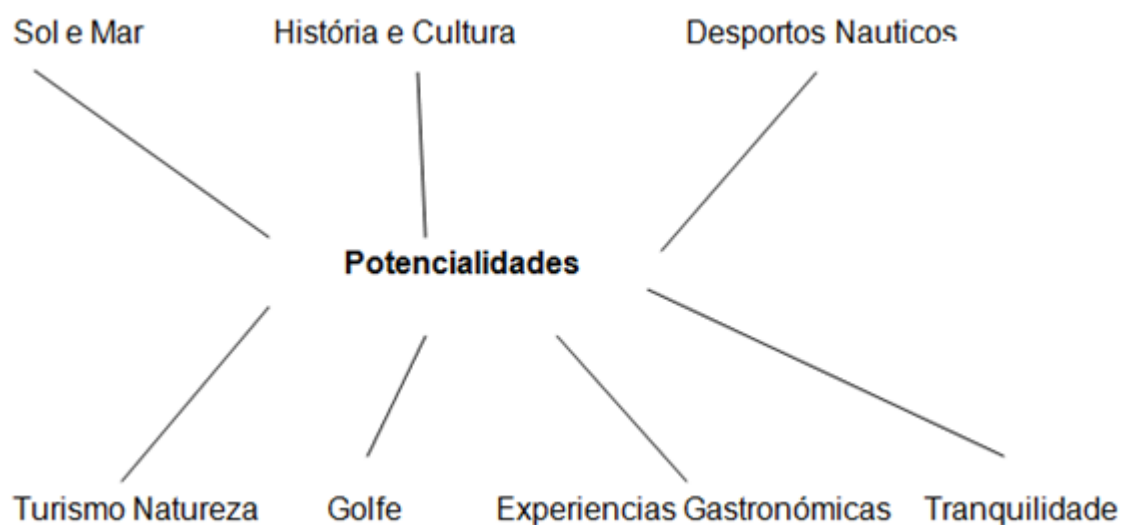 Sol e Mar
História e Cultura
Desportos Nauticos
Potencialidades
Turismo Natureza
Golfe
Experiencias Gastronómicas
Tranquilidade